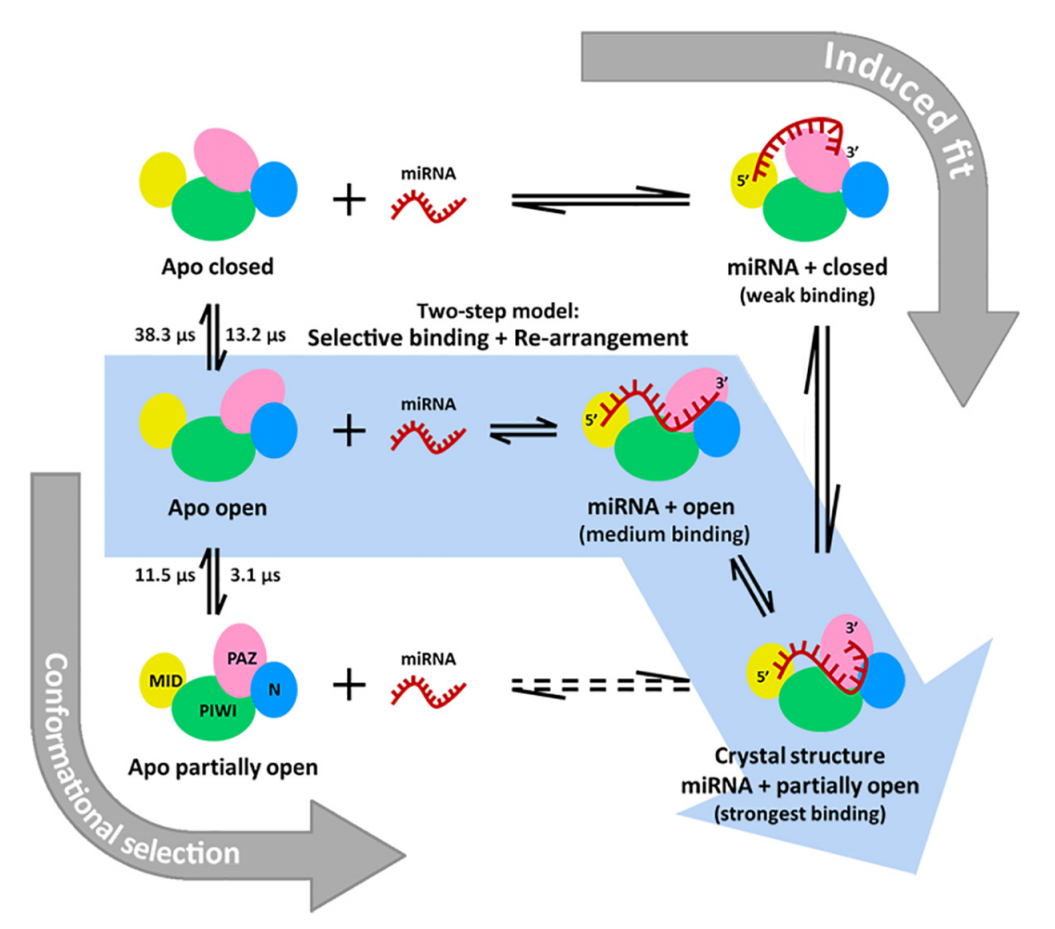 Induced fit
miRNA
3’
5’
Apo closed
miRNA + closed
(weak binding)
Two-step model:
38.3 µs
13.2 µs
Selective binding + Re-arrangement
miRNA
3’
5’
Apo open
miRNA + open
(medium binding)
11.5 µs
3.1 µs
3’
MID
PAZ
miRNA
5’
PIWI
N
Apo partially open
Crystal structure
miRNA + partially open
(strongest binding)
Conformational selection